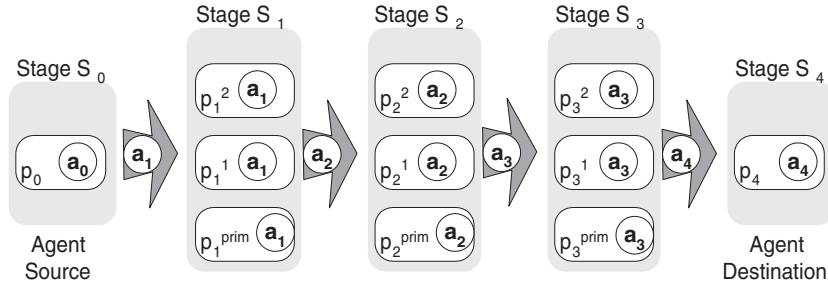 Stage S 0
Stage S 1
Stage S 2
Stage S 3
Stage S 4
p0 a0
a1
p1 2 a1
p1 1 a1
p1 prim a1
a2
p2 2 a2
p2 1 a2
p2 prim a2
a3
p3 2 a3
p3 1 a3
p3 prim a3
a4
p4 a4
Agent
Source
Agent
Destination